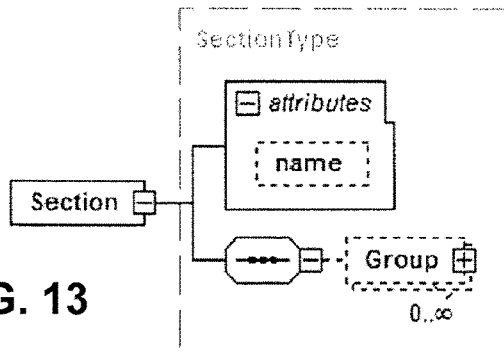 SectionType
attributes
name
Section
Group
0..∞
G. 13